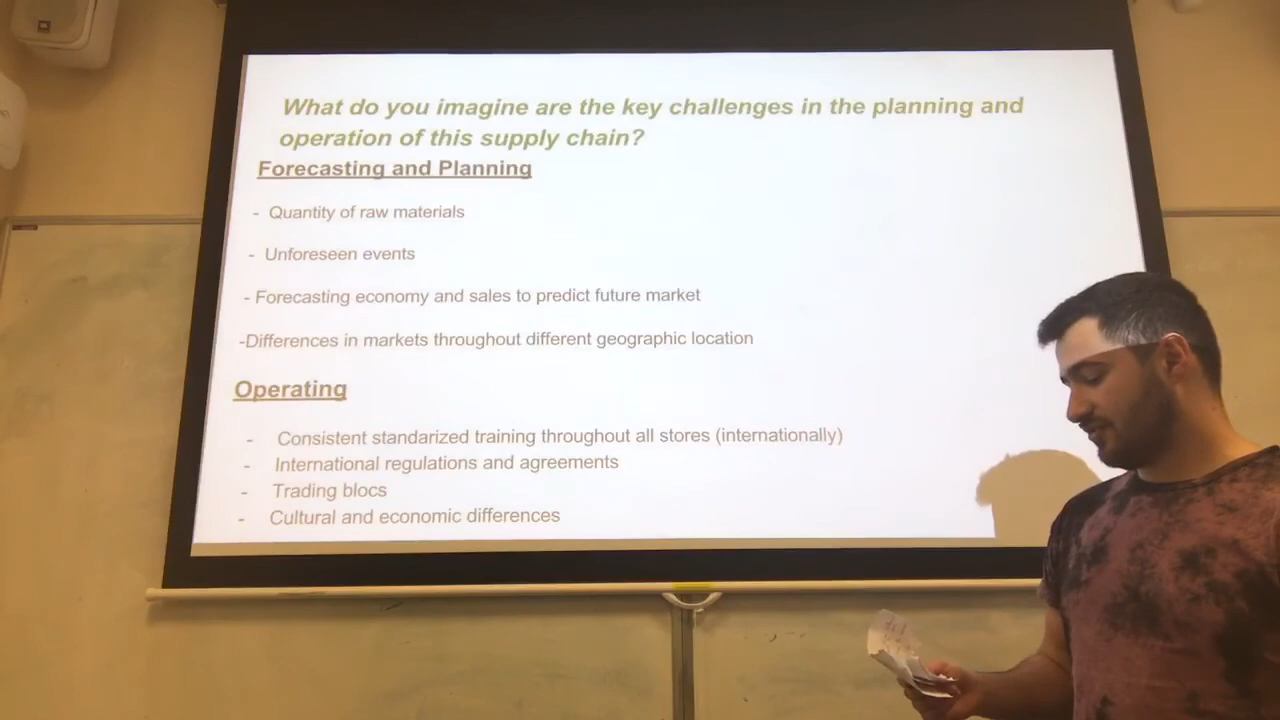 What do you imagine are the key challenges in the planning and
operation of this supply chain?
Forecasting and Planning
- Quantity of raw materials
- Unforeseen events
- Forecasting economy and sales to predict future market
-Differences in markets throughout different geographic location
Operating
- Consistent standarized training throughout all stores (internationally)
- International regulations and agreements
- Trading blocs
- Cultural and economic differences